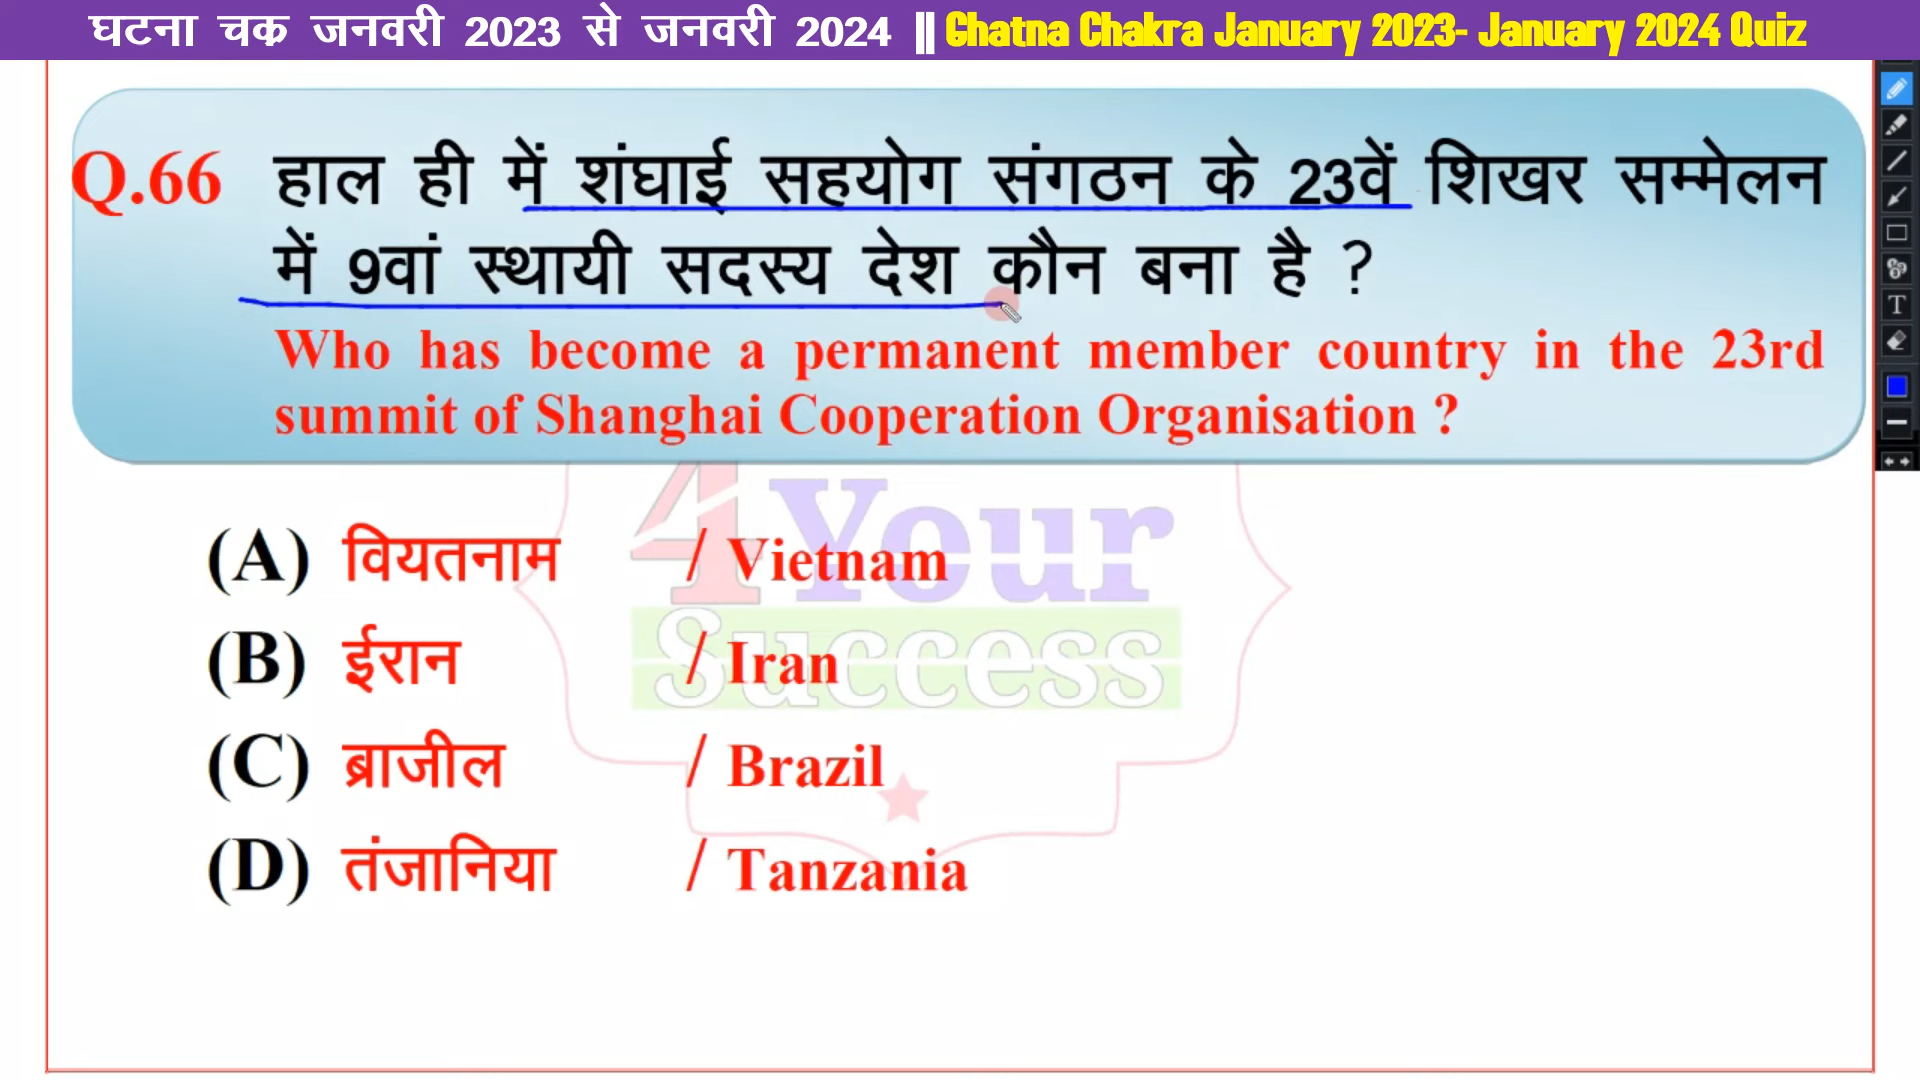 घटना चक्र जनवरी 2023 से जनवरी 2024 || Ghatna Chakra January 2023- January 2024 Quiz
Q.66 हाल ही में शंघाई सहयोग संगठन के 23वें शिखर सम्मेलन
में 9वां स्थायी सदस्य देश कौन बना है ?
Who has become a permanent member country in the 23rd
summit of Shanghai Cooperation Organisation ?
4 Your
Success
(A) वियतनाम / Vietnam
(B) ईरान / Iran
(C) ब्राजील / Brazil
(D) तंजानिया / Tanzania
T